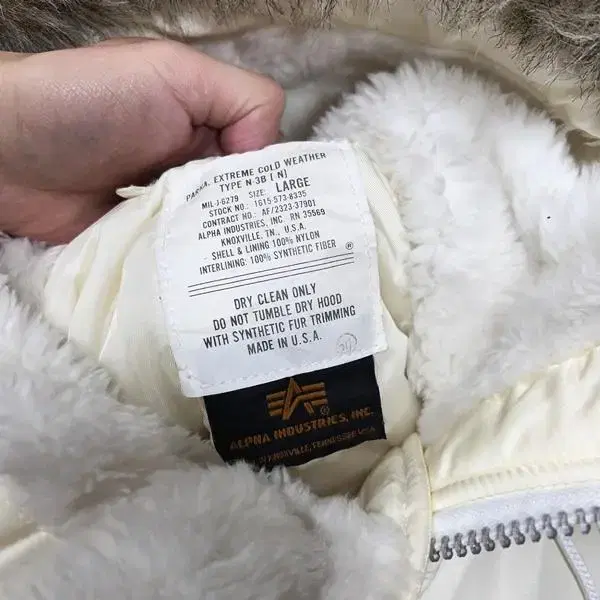 PARKA, EXTREME COLD WEATHER
TYPE N-3B [N]
MIL-J-6279 SIZE: LARGE
STOCK NO.: 1615-573-8335
CONTRACT NO.: AF/2323-37901
ALPHA INDUSTRIES, INC. RN 35569
KNOXVILLE, TN., U.S.A.
SHELL & LINING 100% NYLON
INTERLINING: 100% SYNTHETIC FIBER ®
DRY CLEAN ONLY
DO NOT TUMBLE DRY HOOD
WITH SYNTHETIC FUR TRIMMING
MADE IN U.S.A.
®
ALPHA INDUSTRIES, INC.
KNOXVILLE, TENNESSEE USA